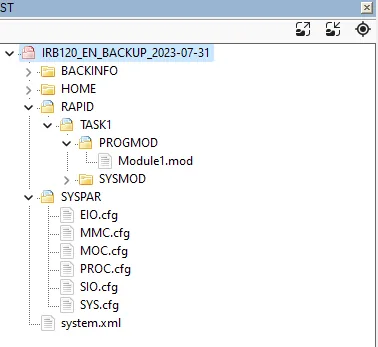 ST
IRB120_EN_BACKUP_2023-07-31
BACKINFO
HOME
RAPID
TASK1
PROGMOD
Module1.mod
SYSMOD
SYSPAR
EIO.cfg
MMC.cfg
MOC.cfg
PROC.cfg
SIO.cfg
SYS.cfg
system.xml